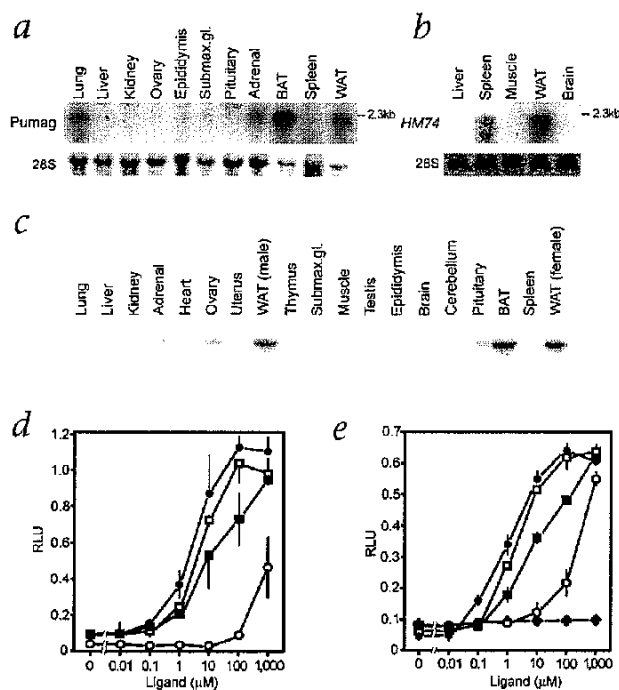 a
Lung Liver Kidney Ovary Epididymis Submax.gl. Pituitary Adrenal BAT Spleen WAT
Pumag
2.3kb
28S
b
Liver Spleen Muscle WAT Brain
HM74
2.3kb
28S
c
Lung Liver Kidney Adrenal Heart Ovary Uterus WAT (male) Thymus Submax.gl. Muscle Testis Epididymis Brain Cerebellum Pituitary BAT Spleen WAT (female)
d
1.2
1.0
0.8
0.6
0.4
0.2
0
RLU
0 0.01 0.1 1 10 100 1,000
Ligand (μM)
e
0.7
0.6
0.5
0.4
0.3
0.2
0.1
0
RLU
0 0.01 0.1 1 10 100 1,000
Ligand (μM)